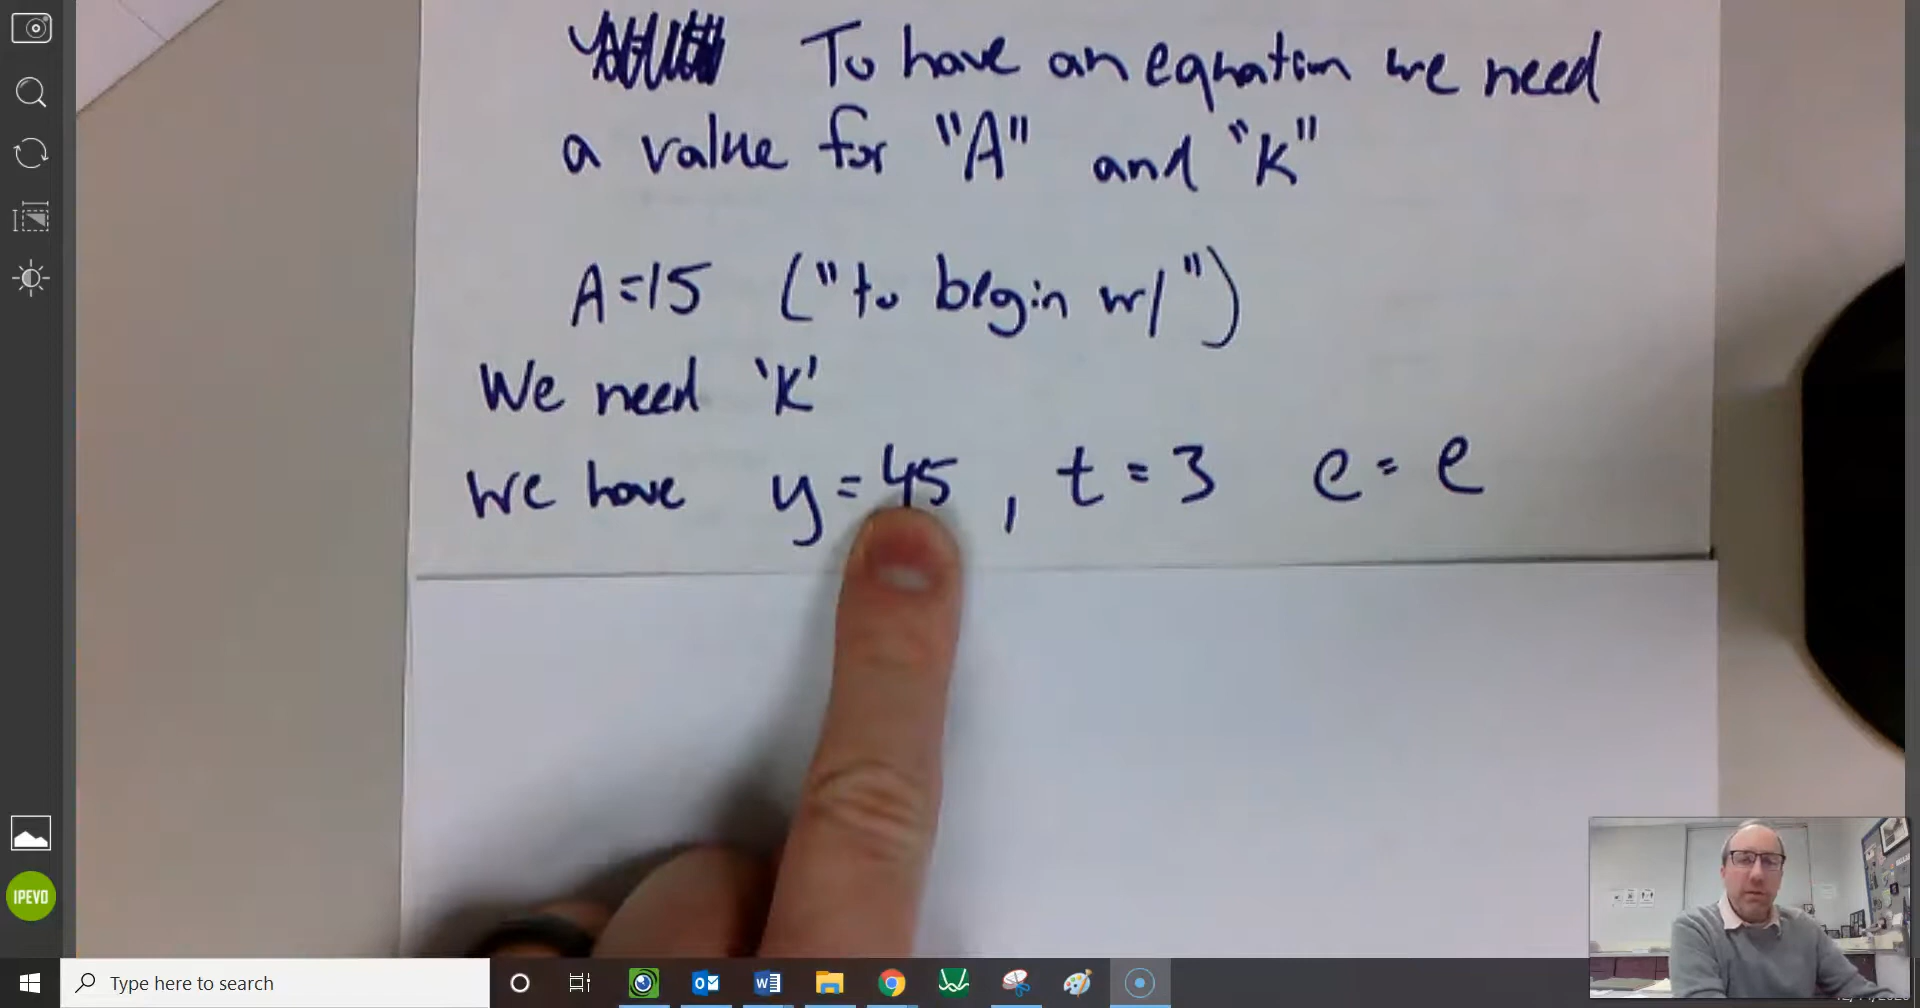 To have an equation we need
a value for "A" and "K"
A=15 ("to begin w/")
We need 'K'
We have y=45, t=3 e=e
IPEVO
Type here to search